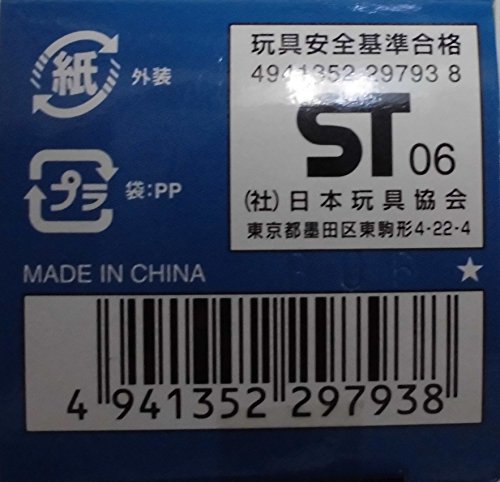 紙
外装
プラ
袋:PP
玩具安全基準合格
4941352 29793 8
ST 06
(社)日本玩具協会
東京都墨田区東駒形4-22-4
MADE IN CHINA
4 941352 297938